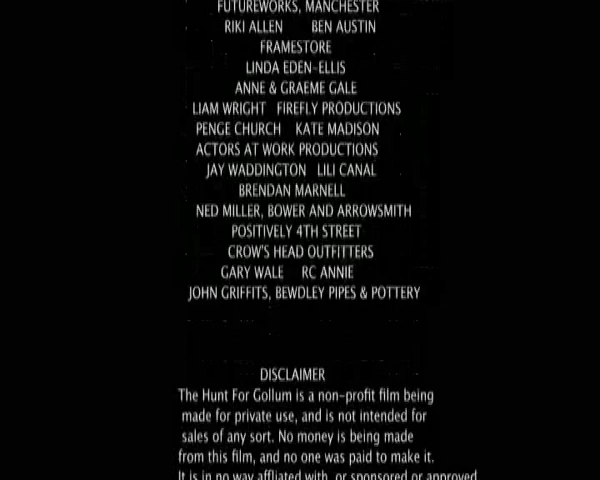 FUTUREWORKS, MANCHESTER
RIKI ALLEN BEN AUSTIN
FRAMESTORE
LINDA EDEN-ELLIS
ANNE & GRAEME GALE
LIAM WRIGHT FIREFLY PRODUCTIONS
PENGE CHURCH KATE MADISON
ACTORS AT WORK PRODUCTIONS
JAY WADDINGTON LILI CANAL
BRENDAN MARNELL
NED MILLER, BOWER AND ARROWSMITH
POSITIVELY 4TH STREET
CROW'S HEAD OUTFITTERS
GARY WALE RC ANNIE
JOHN GRIFFITS, BEWDLEY PIPES & POTTERY
DISCLAIMER
The Hunt For Gollum is a non-profit film being
made for private use, and is not intended for
sales of any sort. No money is being made
from this film, and no one was paid to make it.
It is in no way affliated with, or sponsored or approved